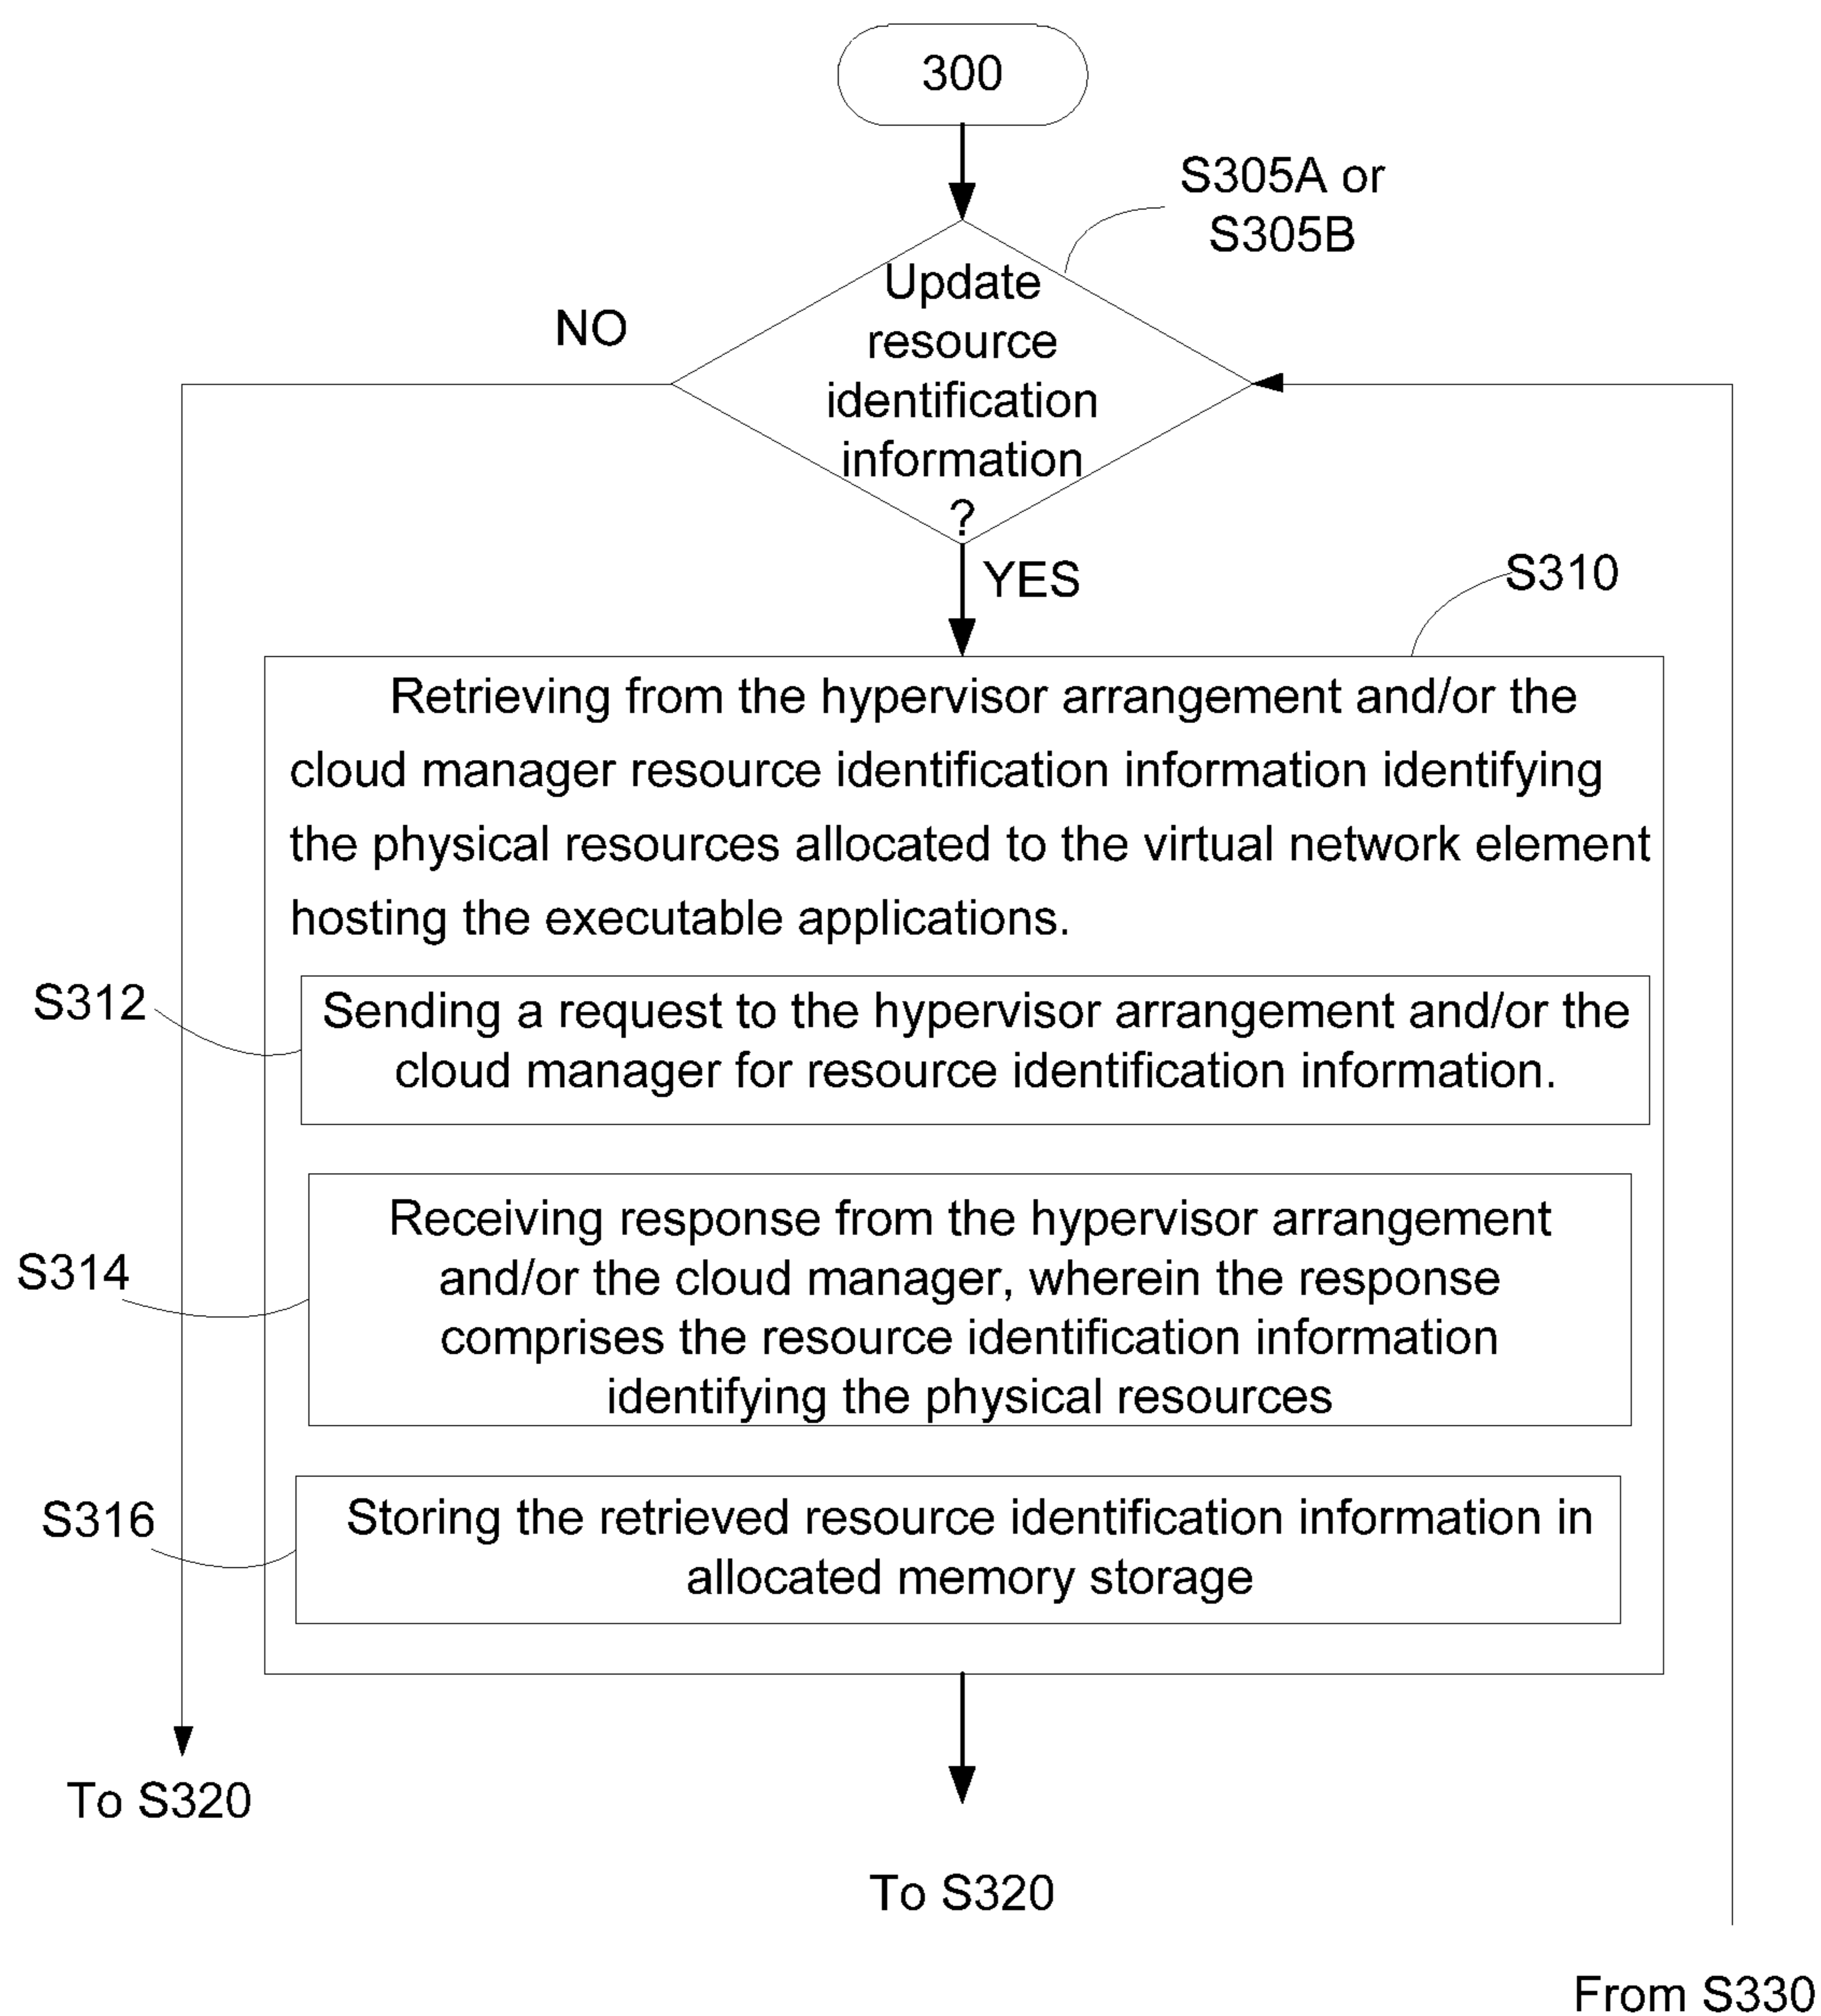 300
S305A or
S305B
Update
resource
identification
information
?
NO
YES
S310
Retrieving from the hypervisor arrangement and/or the
cloud manager resource identification information identifying
the physical resources allocated to the virtual network element
hosting the executable applications.
S312
Sending a request to the hypervisor arrangement and/or the
cloud manager for resource identification information.
S314
Receiving response from the hypervisor arrangement
and/or the cloud manager, wherein the response
comprises the resource identification information
identifying the physical resources
S316
Storing the retrieved resource identification information in
allocated memory storage
To S320
To S320
From S330